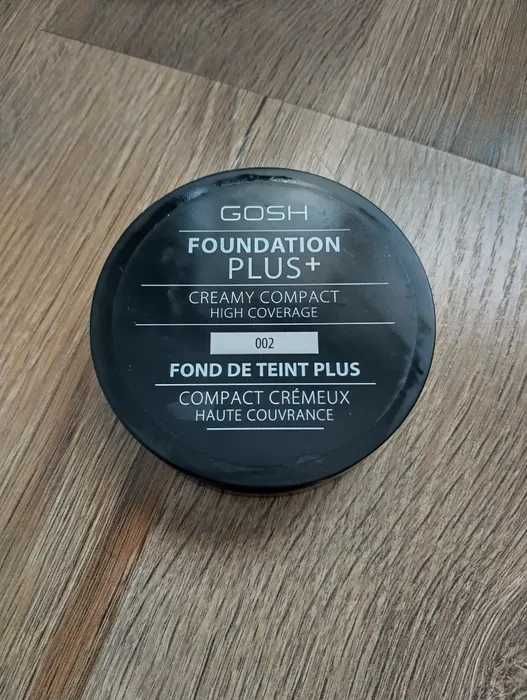 GOSH
FOUNDATION
PLUS+
CREAMY COMPACT
HIGH COVERAGE
002
FOND DE TEINT PLUS
COMPACT CRÉMEUX
HAUTE COUVRANCE